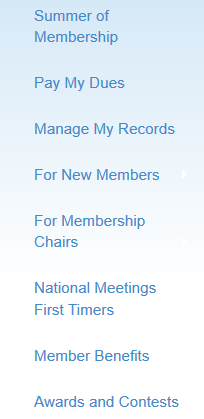 Summer of
Membership
Pay My Dues
Manage My Records
For New Members
For Membership
Chairs
National Meetings
First Timers
Member Benefits
Awards and Contests